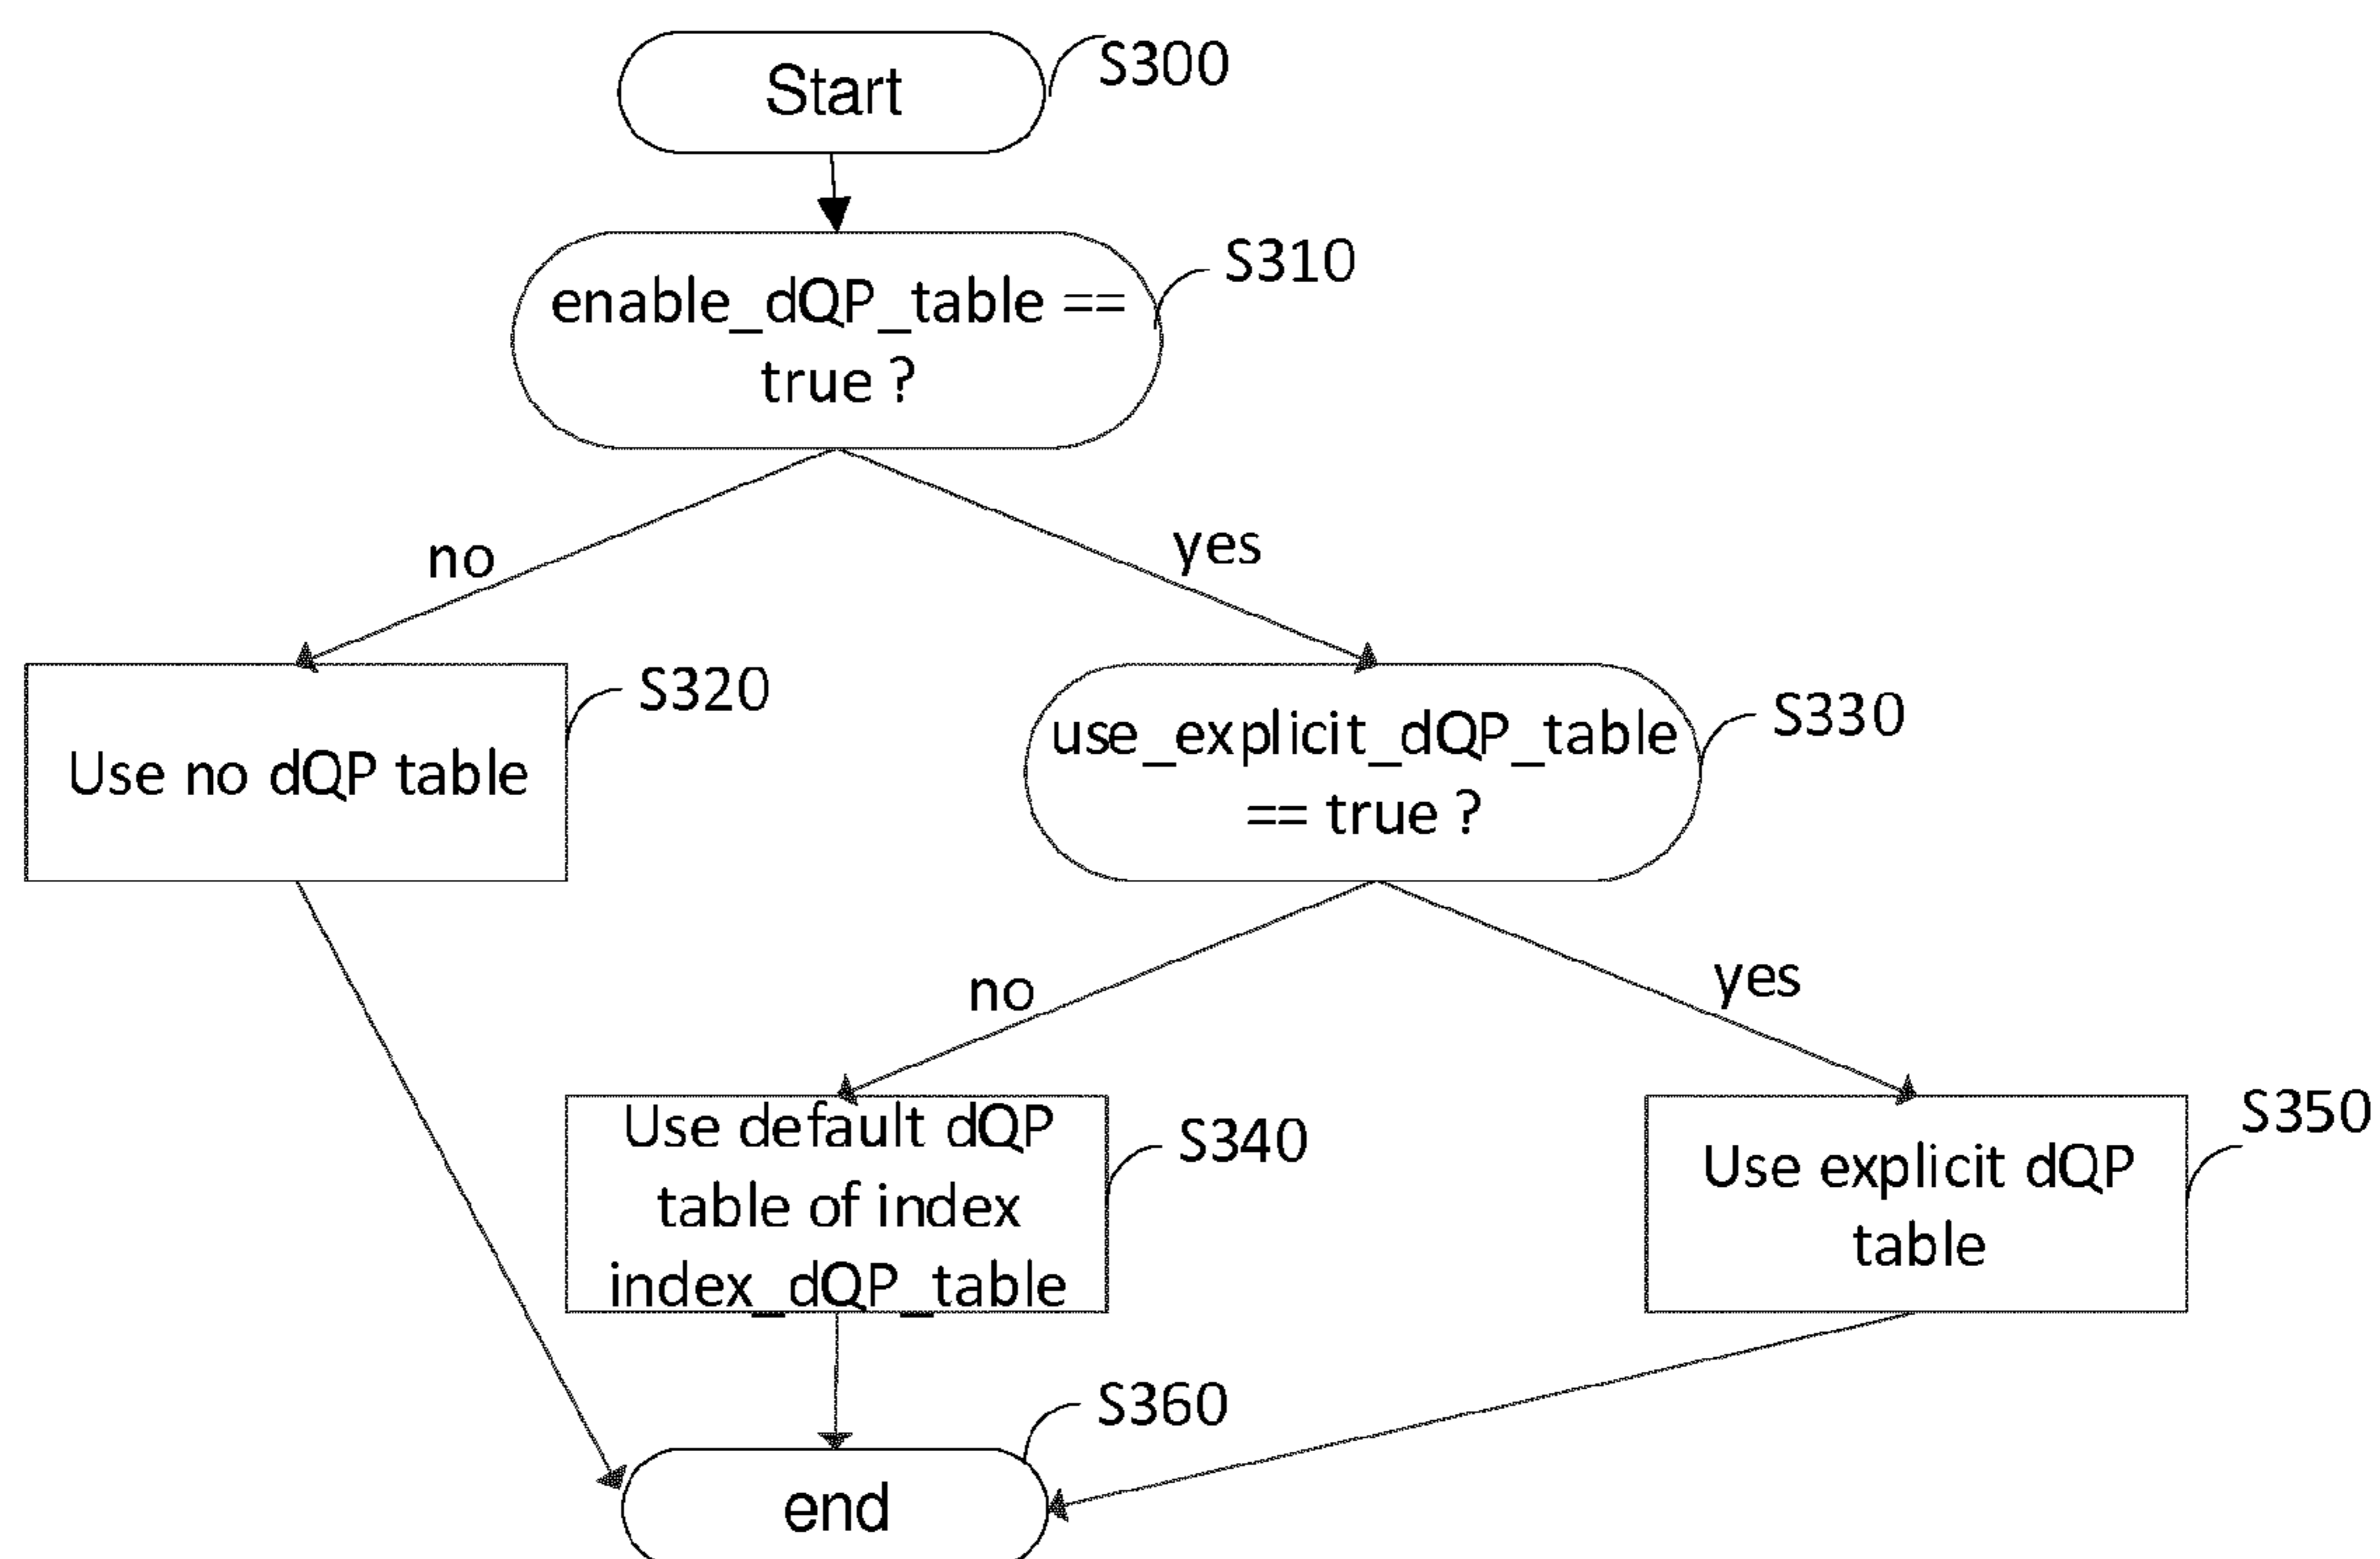 Start
S300
enable_dQP_table ==
true ?
S310
no
yes
Use no dQP table
S320
use_explicit_dQP_table
== true ?
S330
no
yes
Use default dQP
table of index
index_dQP_table
S340
Use explicit dQP
table
S350
end
S360